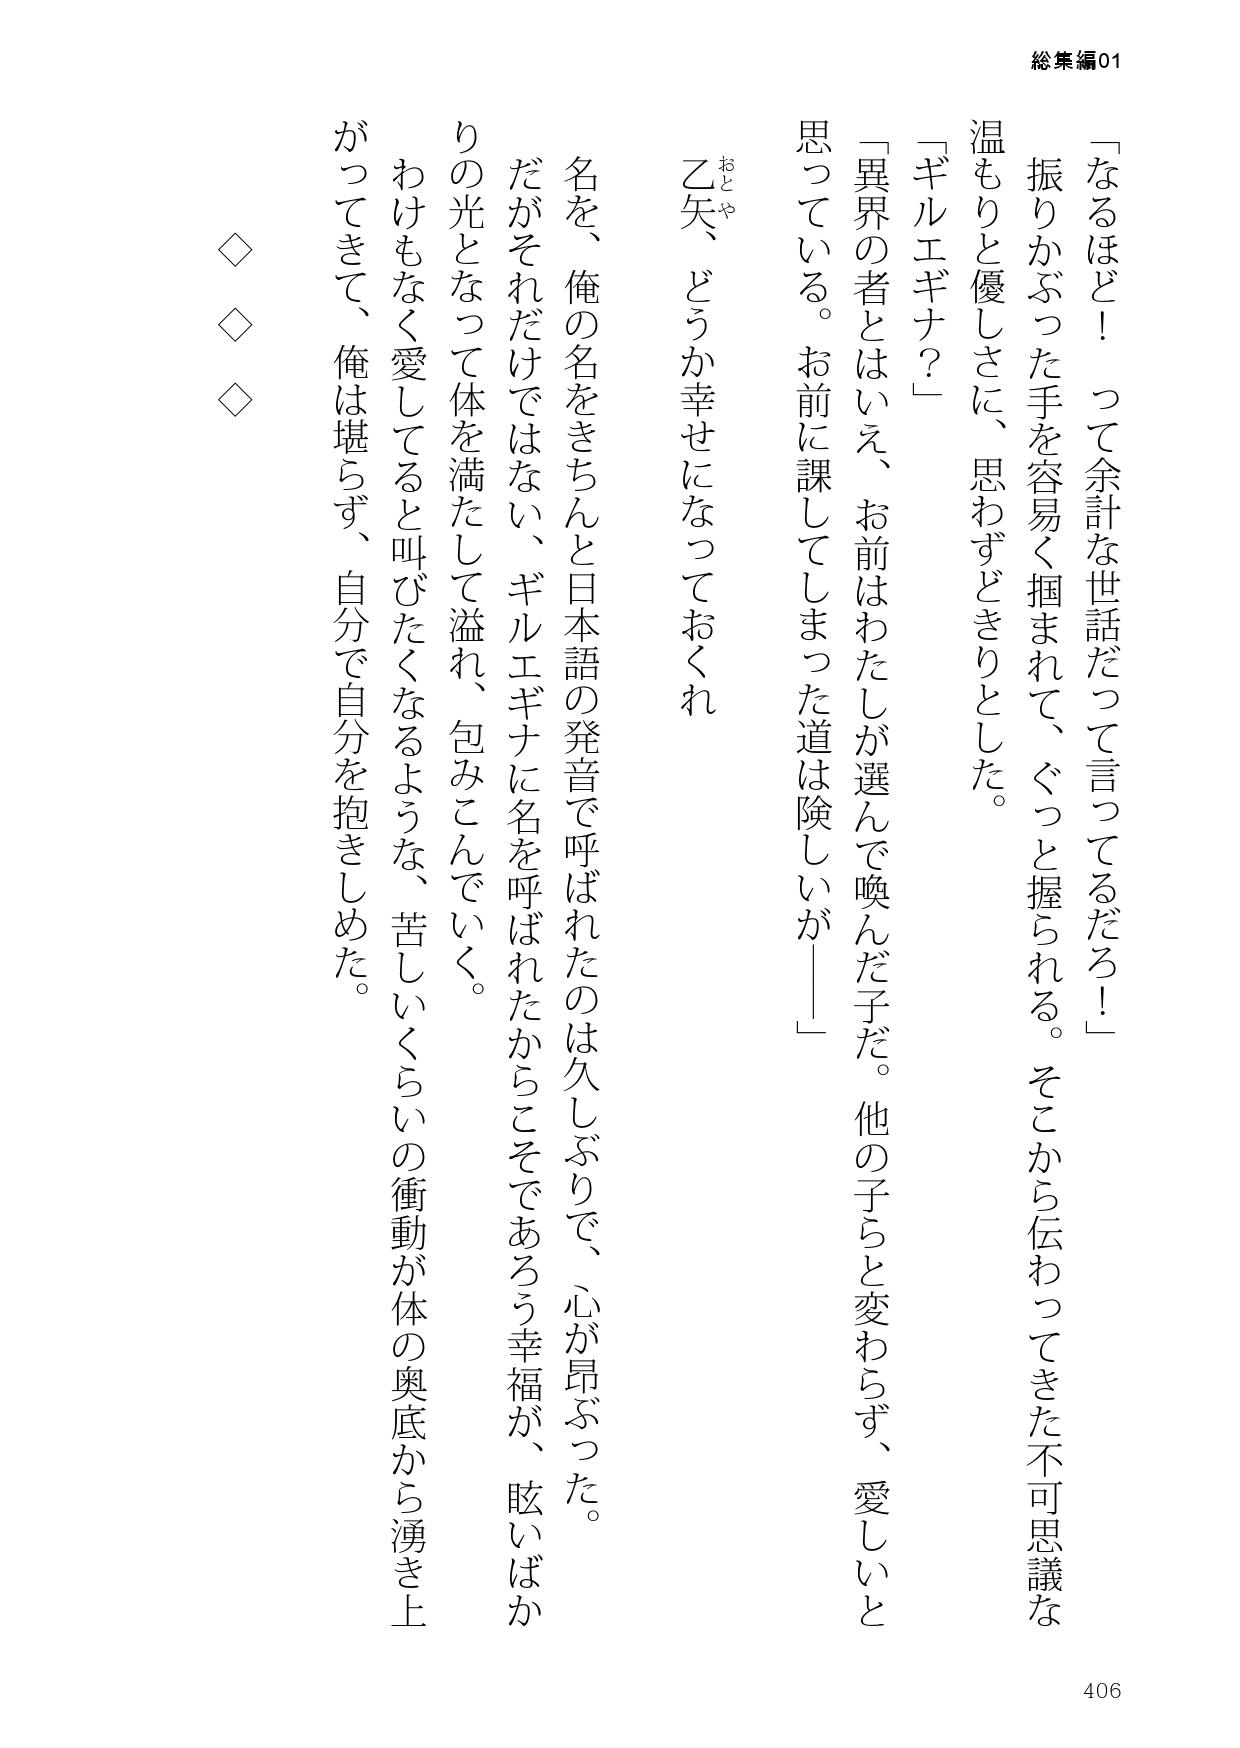 総集編01
「なるほど！　って余計な世話だって言ってるだろ！」
　振りかぶった手を容易く掴まれて、ぐっと握られる。そこから伝わってきた不可思議な
温もりと優しさに、思わずどきりとした。
「ギルエギナ？」
「異界の者とはいえ、お前はわたしが選んで喚んだ子だ。他の子らと変わらず、愛しいと
思っている。お前に課してしまった道は険しいが――」
おとや
　乙矢、どうか幸せになっておくれ
　名を、俺の名をきちんと日本語の発音で呼ばれたのは久しぶりで、心が昂ぶった。
　だがそれだけではない、ギルエギナに名を呼ばれたからこそであろう幸福が、眩いばか
りの光となって体を満たして溢れ、包みこんでいく。
　わけもなく愛してると叫びたくなるような、苦しいくらいの衝動が体の奥底から湧き上
がってきて、俺は堪らず、自分で自分を抱きしめた。
◇　◇　◇
406